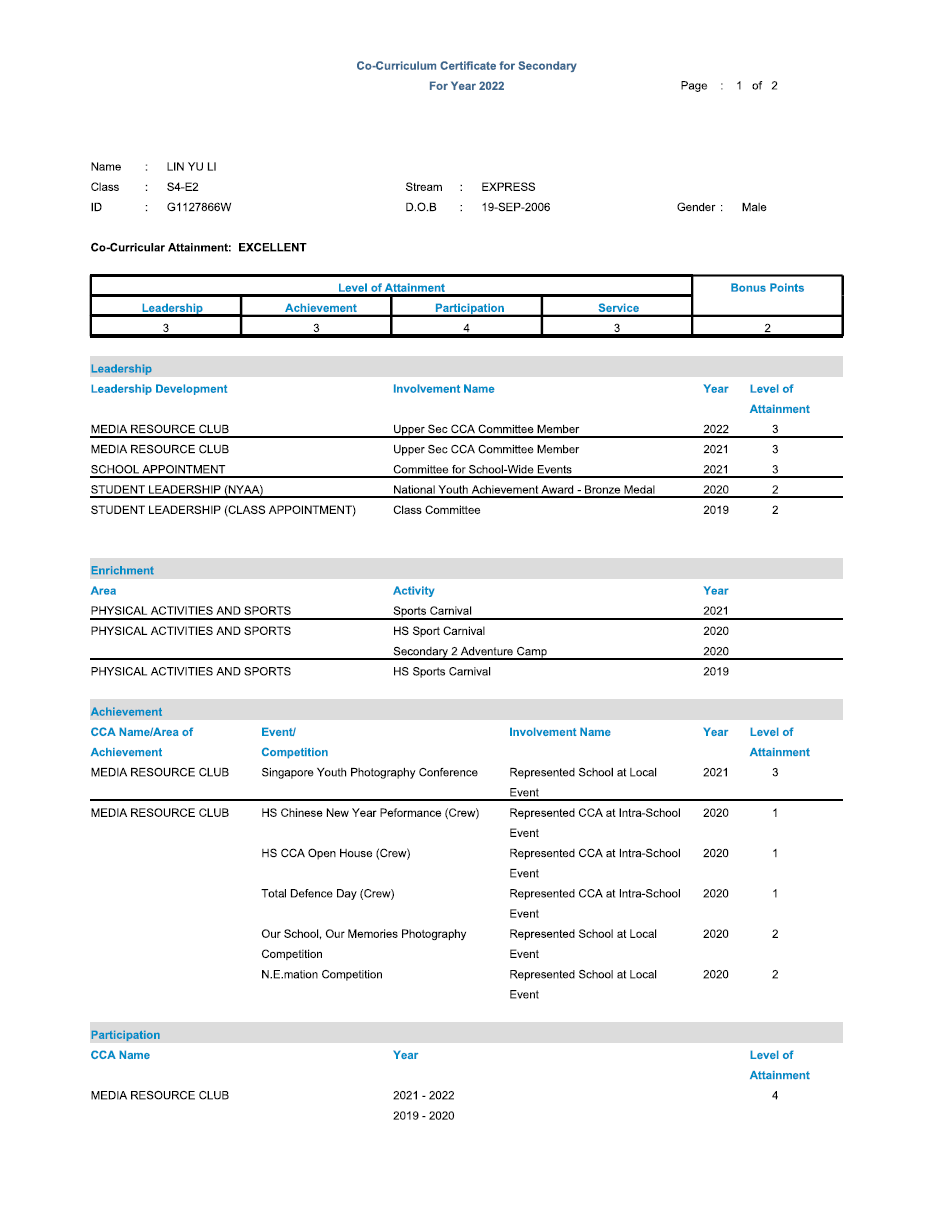 Co-Curriculum Certificate for Secondary
For Year 2022
Page : 1 of 2
Name : LIN YU LI
Class : S4-E2 Stream : EXPRESS
ID : G1127866W D.O.B : 19-SEP-2006 Gender : Male
Co-Curricular Attainment: EXCELLENT
Level of Attainment Bonus Points
Leadership Achievement Participation Service
3 3 4 3 2
Leadership
Leadership Development Involvement Name Year Level of
Attainment
MEDIA RESOURCE CLUB Upper Sec CCA Committee Member 2022 3
MEDIA RESOURCE CLUB Upper Sec CCA Committee Member 2021 3
SCHOOL APPOINTMENT Committee for School-Wide Events 2021 3
STUDENT LEADERSHIP (NYAA) National Youth Achievement Award - Bronze Medal 2020 2
STUDENT LEADERSHIP (CLASS APPOINTMENT) Class Committee 2019 2
Enrichment
Area Activity Year
PHYSICAL ACTIVITIES AND SPORTS Sports Carnival 2021
PHYSICAL ACTIVITIES AND SPORTS HS Sport Carnival 2020
Secondary 2 Adventure Camp 2020
PHYSICAL ACTIVITIES AND SPORTS HS Sports Carnival 2019
Achievement
CCA Name/Area of Event/ Involvement Name Year Level of
Achievement Competition Attainment
MEDIA RESOURCE CLUB Singapore Youth Photography Conference Represented School at Local 2021 3
Event
MEDIA RESOURCE CLUB HS Chinese New Year Peformance (Crew) Represented CCA at Intra-School 2020 1
Event
HS CCA Open House (Crew) Represented CCA at Intra-School 2020 1
Event
Total Defence Day (Crew) Represented CCA at Intra-School 2020 1
Event
Our School, Our Memories Photography Represented School at Local 2020 2
Competition Event
N.E.mation Competition Represented School at Local 2020 2
Event
Participation
CCA Name Year Level of
Attainment
MEDIA RESOURCE CLUB 2021 - 2022 4
2019 - 2020